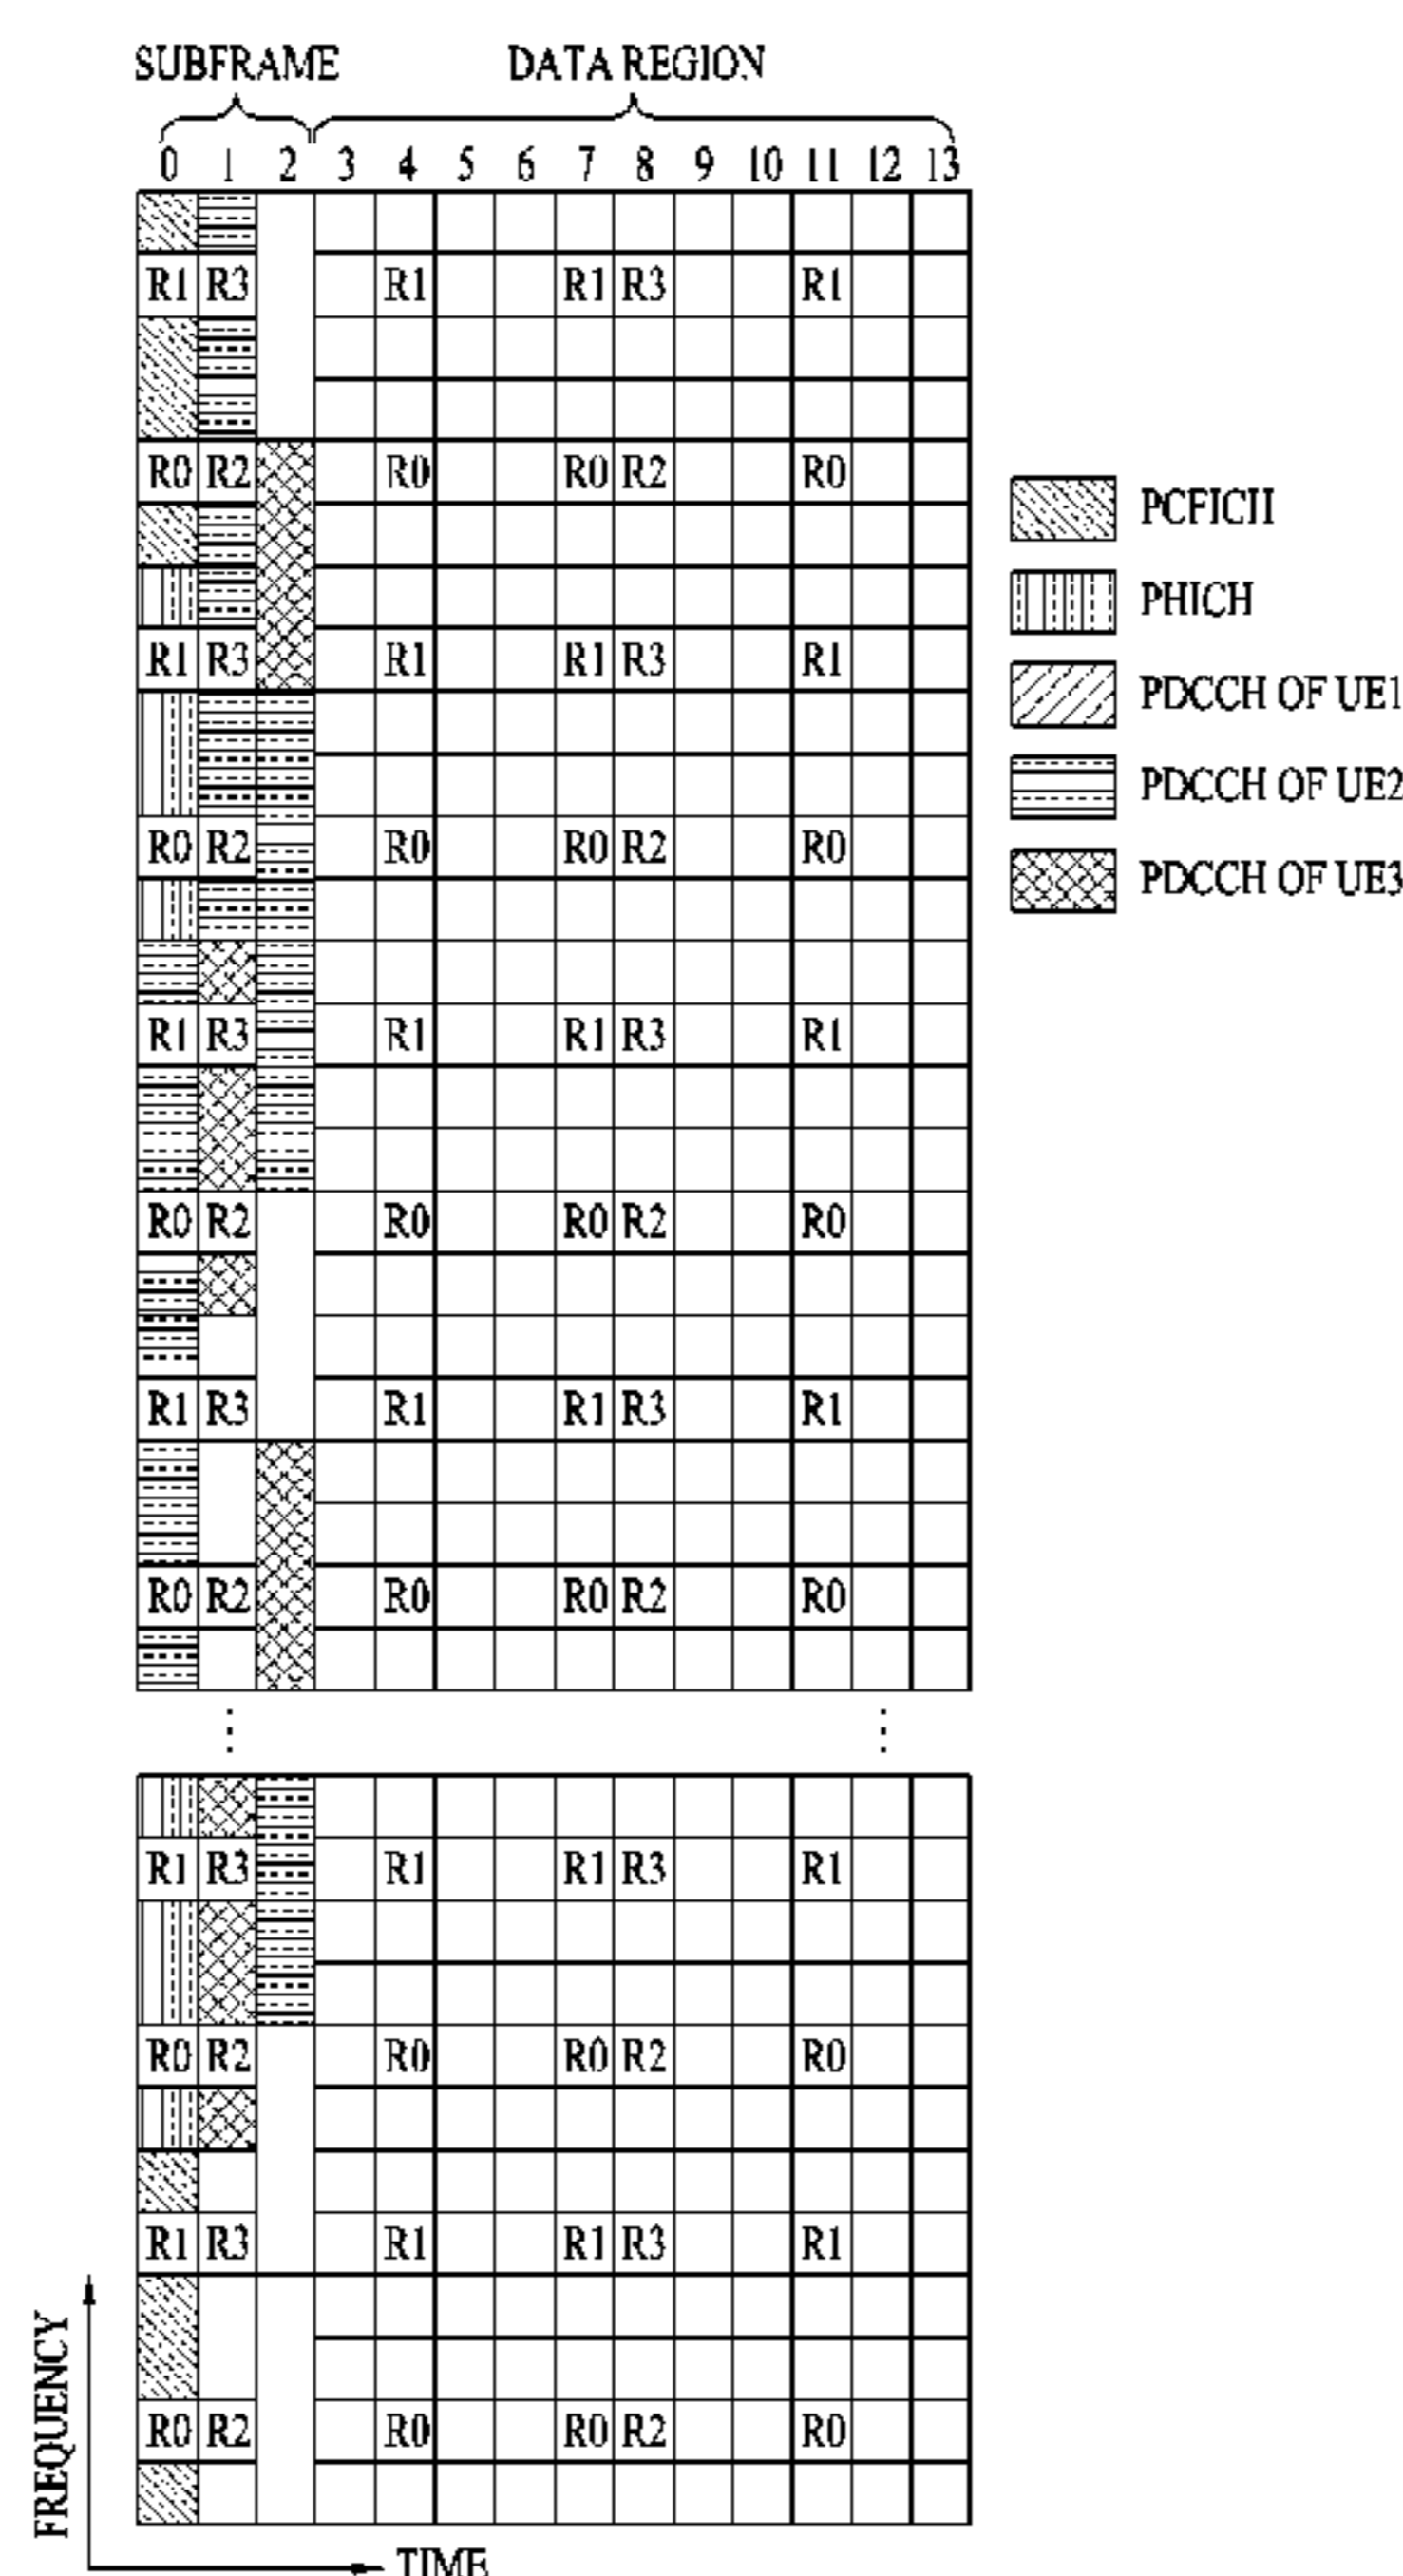 SUBFRAME DATA REGION
0 1 2 3 4 5 6 7 8 9 10 11 12 13
R1 R3 R1 R1 R3 R1
R0 R2 R0 R0 R2 R0
R1 R3 R1 R1 R3 R1
R0 R2 R0 R0 R2 R0
R1 R3 R1 R1 R3 R1
R0 R2 R0 R0 R2 R0
R1 R3 R1 R1 R3 R1
R0 R2 R0 R0 R2 R0
⋮ ⋮
R1 R3 R1 R1 R3 R1
R0 R2 R0 R0 R2 R0
R1 R3 R1 R1 R3 R1
R0 R2 R0 R0 R2 R0
PCFICH
PHICH
PDCCH OF UE1
PDCCH OF UE2
PDCCH OF UE3
FREQUENCY
TIME